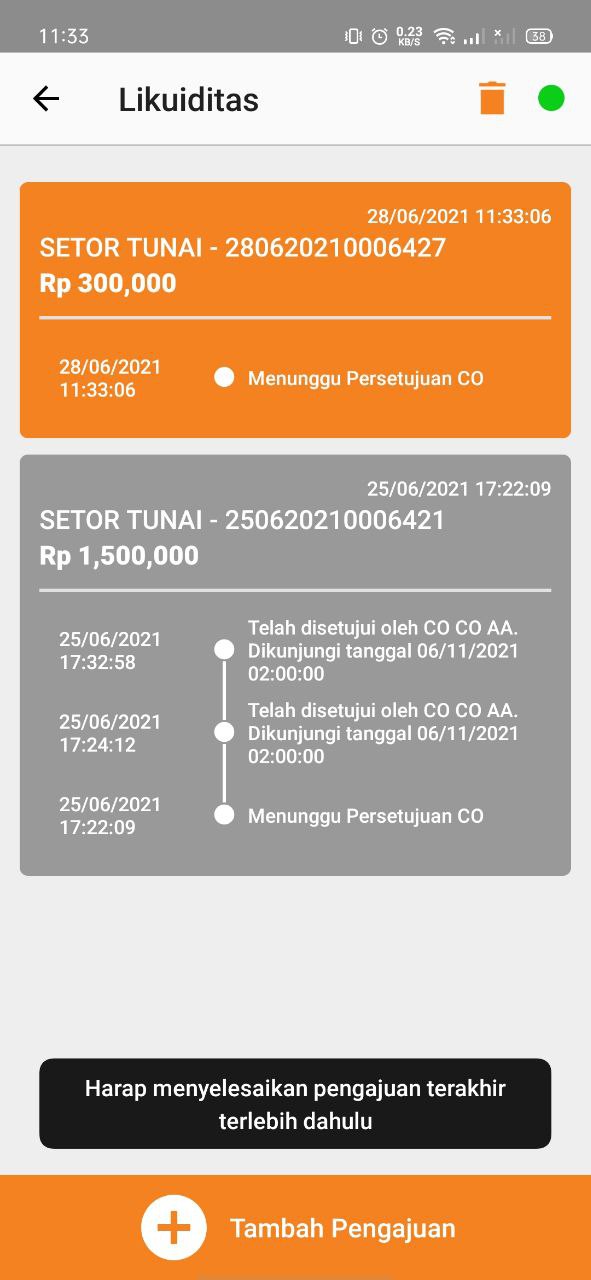 11:33
0.23
KB/S
38
Likuiditas
28/06/2021 11:33:06
SETOR TUNAI - 280620210006427
Rp 300,000
28/06/2021
11:33:06
Menunggu Persetujuan CO
25/06/2021 17:22:09
SETOR TUNAI - 250620210006421
Rp 1,500,000
25/06/2021
17:32:58
Telah disetujui oleh CO CO AA.
Dikunjungi tanggal 06/11/2021
02:00:00
25/06/2021
17:24:12
Telah disetujui oleh CO CO AA.
Dikunjungi tanggal 06/11/2021
02:00:00
25/06/2021
17:22:09
Menunggu Persetujuan CO
Harap menyelesaikan pengajuan terakhir
terlebih dahulu
Tambah Pengajuan